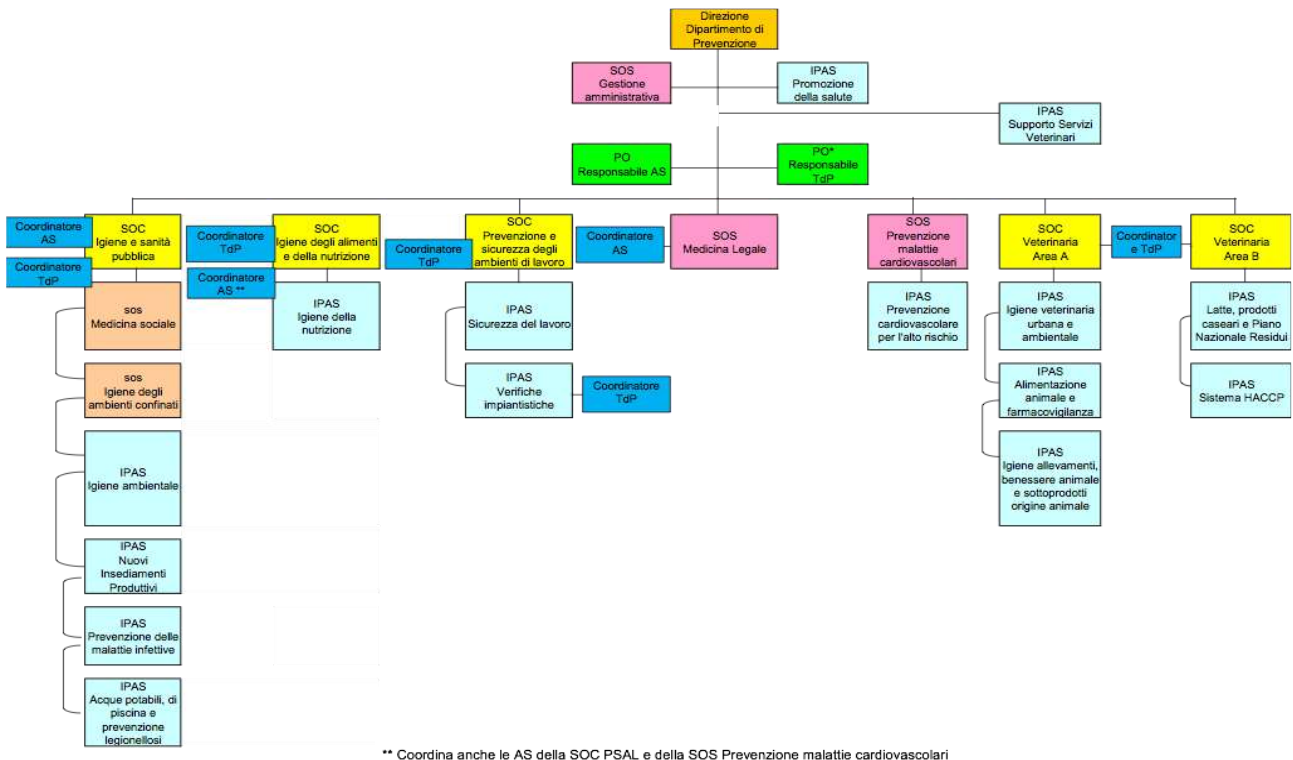 Direzione
Dipartimento di
Prevenzione
SOS
Gestione
amministrativa
IPAS
Promozione
della salute
IPAS
Supporto Servizi
Veterinari
PO
Responsabile AS
PO*
Responsabile
TdP
Coordinatore
AS
Coordinatore
TdP
SOC
Igiene e sanità
pubblica
Coordinatore
TdP
Coordinatore
AS **
SOC
Igiene degli alimenti
e della nutrizione
Coordinatore
TdP
SOC
Prevenzione e
sicurezza degli
ambienti di lavoro
Coordinatore
AS
SOS
Medicina Legale
SOS
Prevenzione
malattie
cardiovascolari
SOC
Veterinaria
Area A
Coordinator
e TdP
SOC
Veterinaria
Area B
sos
Medicina sociale
sos
Igiene degli
ambienti confinati
IPAS
Igiene ambientale
IPAS
Nuovi
Insediamenti
Produttivi
IPAS
Prevenzione delle
malattie infettive
IPAS
Acque potabili, di
piscina e
prevenzione
legionellosi
IPAS
Igiene della
nutrizione
IPAS
Sicurezza del lavoro
IPAS
Verifiche
impiantistiche
Coordinatore
TdP
IPAS
Prevenzione
cardiovascolare
per l'alto rischio
IPAS
Igiene veterinaria
urbana e
ambientale
IPAS
Alimentazione
animale e
farmacovigilanza
IPAS
Igiene allevamenti,
benessere animale
e sottoprodotti
origine animale
IPAS
Latte, prodotti
caseari e Piano
Nazionale Residui
IPAS
Sistema HACCP
** Coordina anche le AS della SOC PSAL e della SOS Prevenzione malattie cardiovascolari